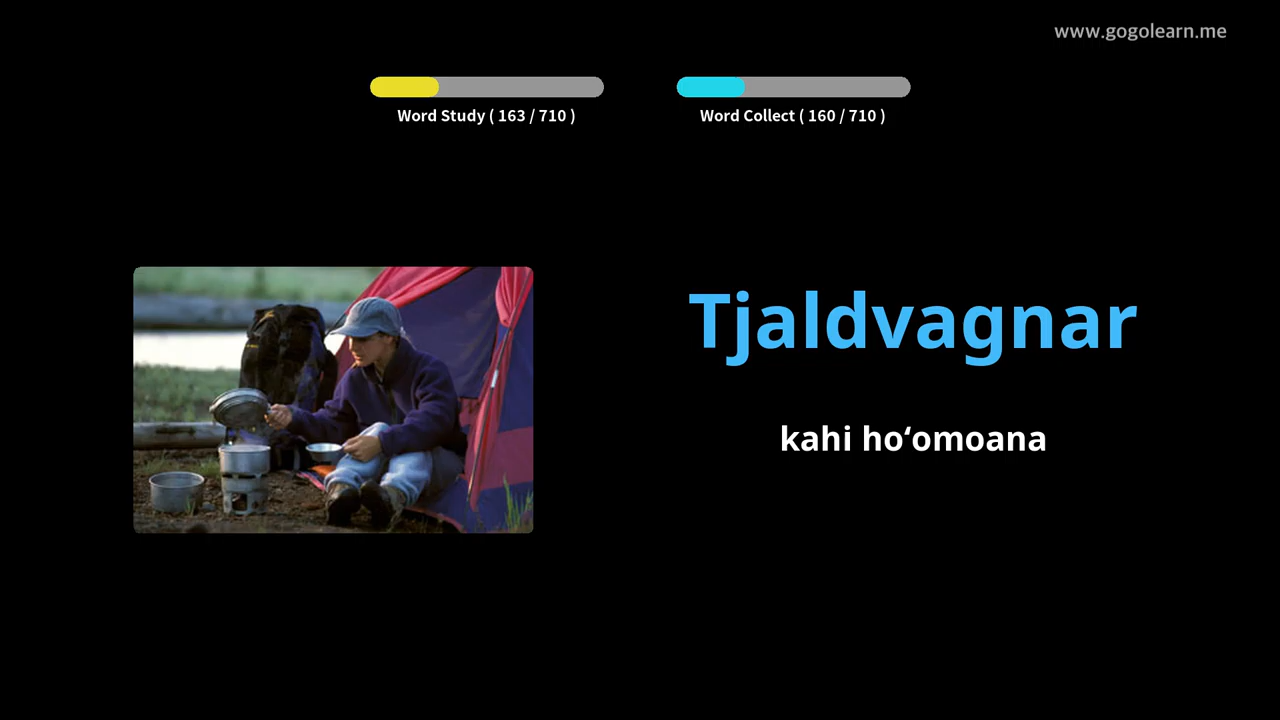 www.gogolearn.me
Word Study ( 163 / 710 )
Word Collect ( 160 / 710 )
Tjaldvagnar
kahi hoʻomoana